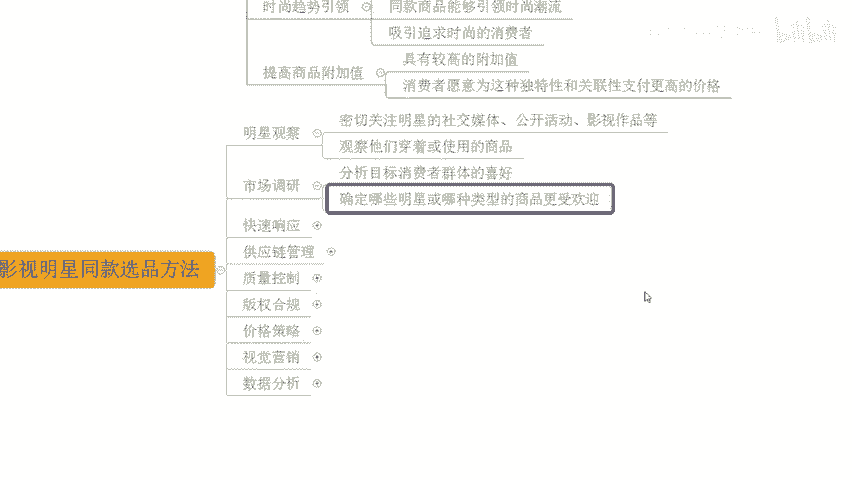 时尚趋势引领
同款商品能够引领时尚潮流
吸引追求时尚的消费者
提高商品附加值
具有较高的附加值
消费者愿意为这种独特性和关联性支付更高的价格
影视明星同款选品方法
明星观察
密切关注明星的社交媒体、公开活动、影视作品等
观察他们穿着或使用的商品
市场调研
分析目标消费者群体的喜好
确定哪些明星或哪种类型的商品更受欢迎
快速响应
供应链管理
质量控制
版权合规
价格策略
视觉营销
数据分析
bilibili